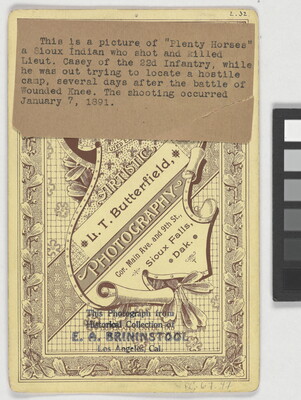 2.32
This is a picture of "Plenty Horses"
a Sioux Indian who shot and killed
Lieut. Casey of the 22d Infantry, while
he was out trying to locate a hostile
camp, several days after the battle of
Wounded Knee. The shooting occurred
January 7, 1891.
ARTISTIC
L. T. Butterfield,
PHOTOGRAPHY
Cor. Main Ave. and 9th St.,
Sioux Falls,
Dak.
This Photograph from
Historical Collection of
E. A. BRININSTOOL
Los Angeles, Cal.